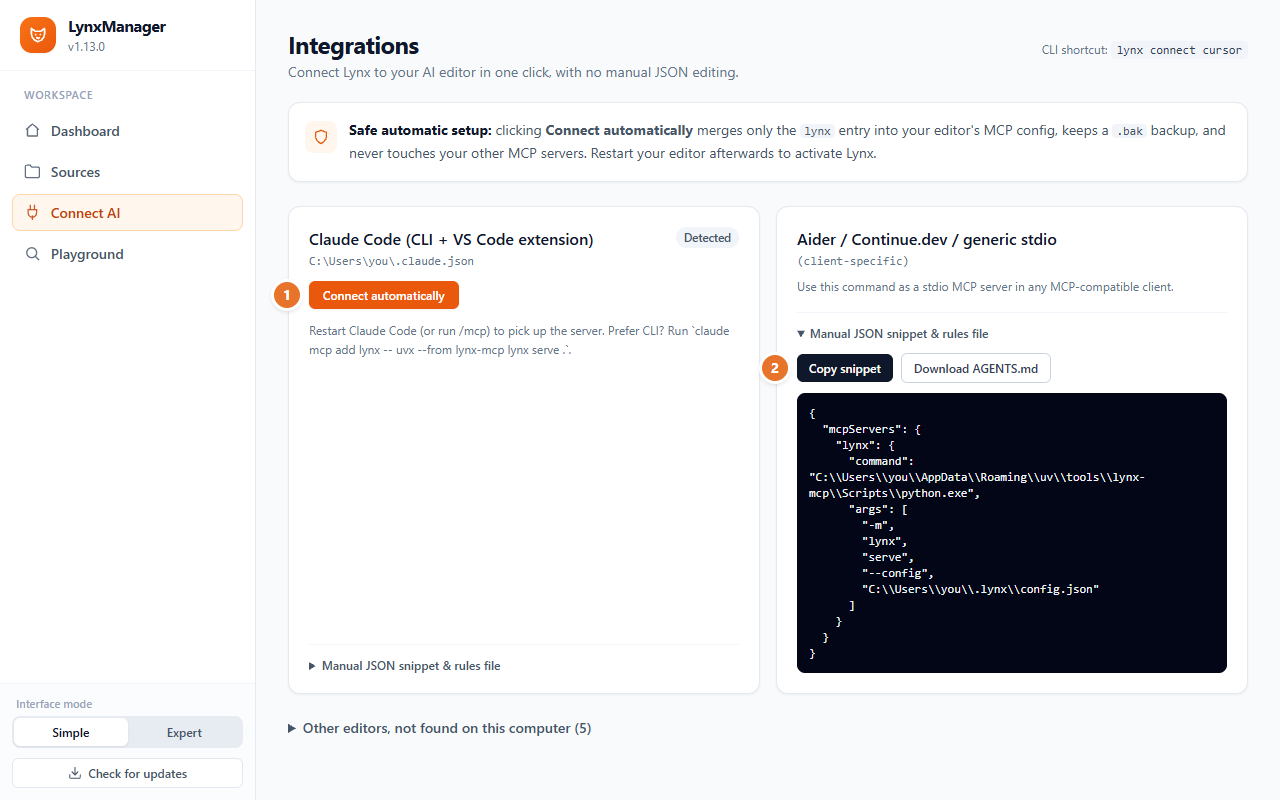 LynxManager
v1.13.0
WORKSPACE
Dashboard
Sources
Connect AI
Playground
Interface mode
Simple
Expert
Check for updates
Integrations
Connect Lynx to your AI editor in one click, with no manual JSON editing.
CLI shortcut: lynx connect cursor
Safe automatic setup: clicking Connect automatically merges only the lynx entry into your editor's MCP config, keeps a .bak backup, and
never touches your other MCP servers. Restart your editor afterwards to activate Lynx.
Claude Code (CLI + VS Code extension)
Detected
C:\Users\you\.claude.json
1
Connect automatically
Restart Claude Code (or run /mcp) to pick up the server. Prefer CLI? Run `claude
mcp add lynx -- uvx --from lynx-mcp lynx serve .`.
Manual JSON snippet & rules file
Aider / Continue.dev / generic stdio
(client-specific)
Use this command as a stdio MCP server in any MCP-compatible client.
Manual JSON snippet & rules file
2
Copy snippet
Download AGENTS.md
{
"mcpServers": {
"lynx": {
"command":
"C:\\Users\\you\\AppData\\Roaming\\uv\\tools\\lynx-
mcp\\Scripts\\python.exe",
"args": [
"-m",
"lynx",
"serve",
"--config",
"C:\\Users\\you\\.lynx\\config.json"
]
}
}
}
Other editors, not found on this computer (5)